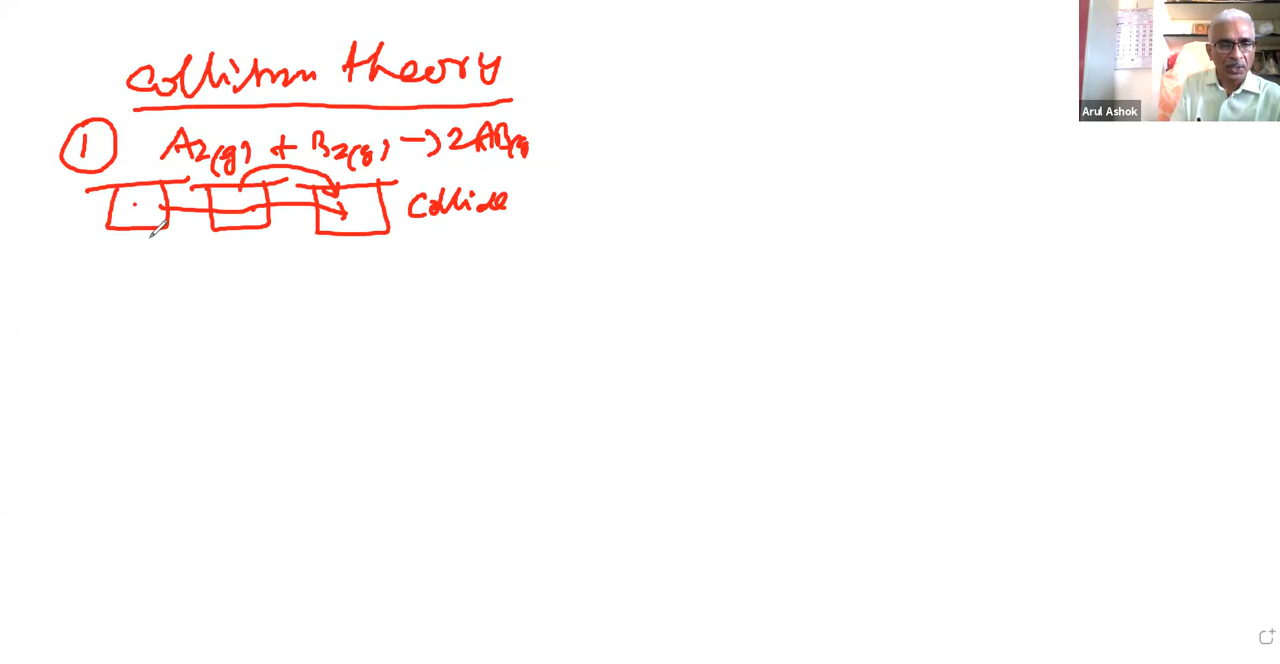 Collision theory
1 A2(g) + B2(g) → 2AB(g)
Collide
Arul Ashok